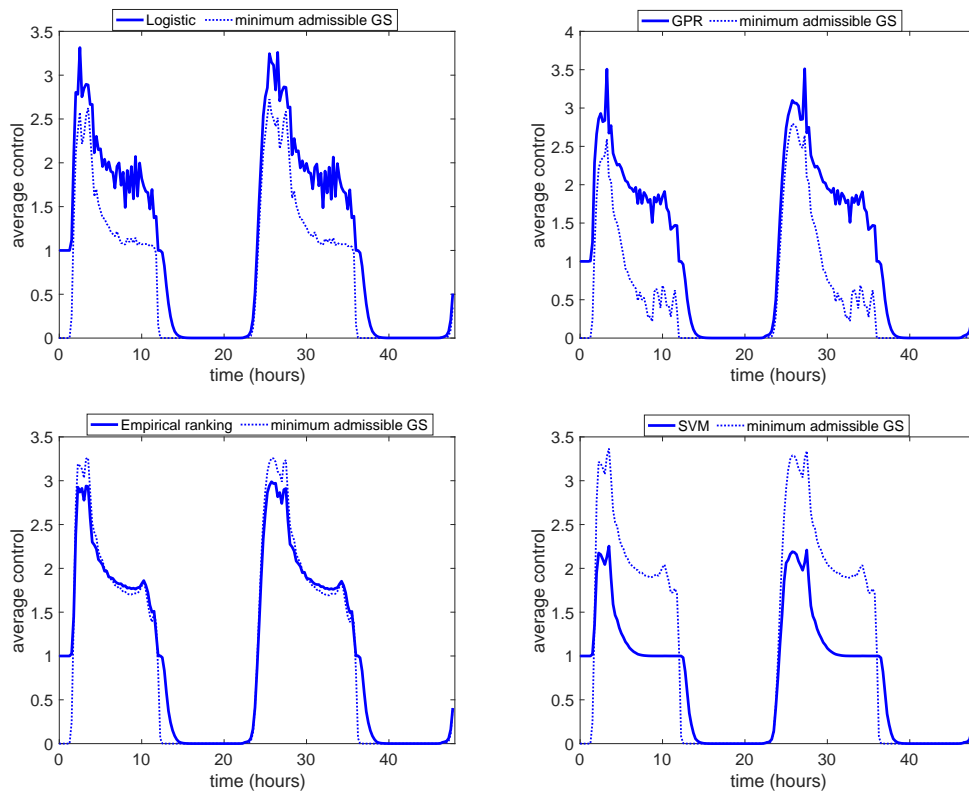 Logistic minimum admissible GS
3.5
3
2.5
2
1.5
1
0.5
0
average control
0 10 20 30 40
time (hours)
GPR minimum admissible GS
4
3.5
3
2.5
2
1.5
1
0.5
0
average control
0 10 20 30 40
time (hours)
Empirical ranking minimum admissible GS
3.5
3
2.5
2
1.5
1
0.5
0
average control
0 10 20 30 40
time (hours)
SVM minimum admissible GS
3.5
3
2.5
2
1.5
1
0.5
0
average control
0 10 20 30 40
time (hours)